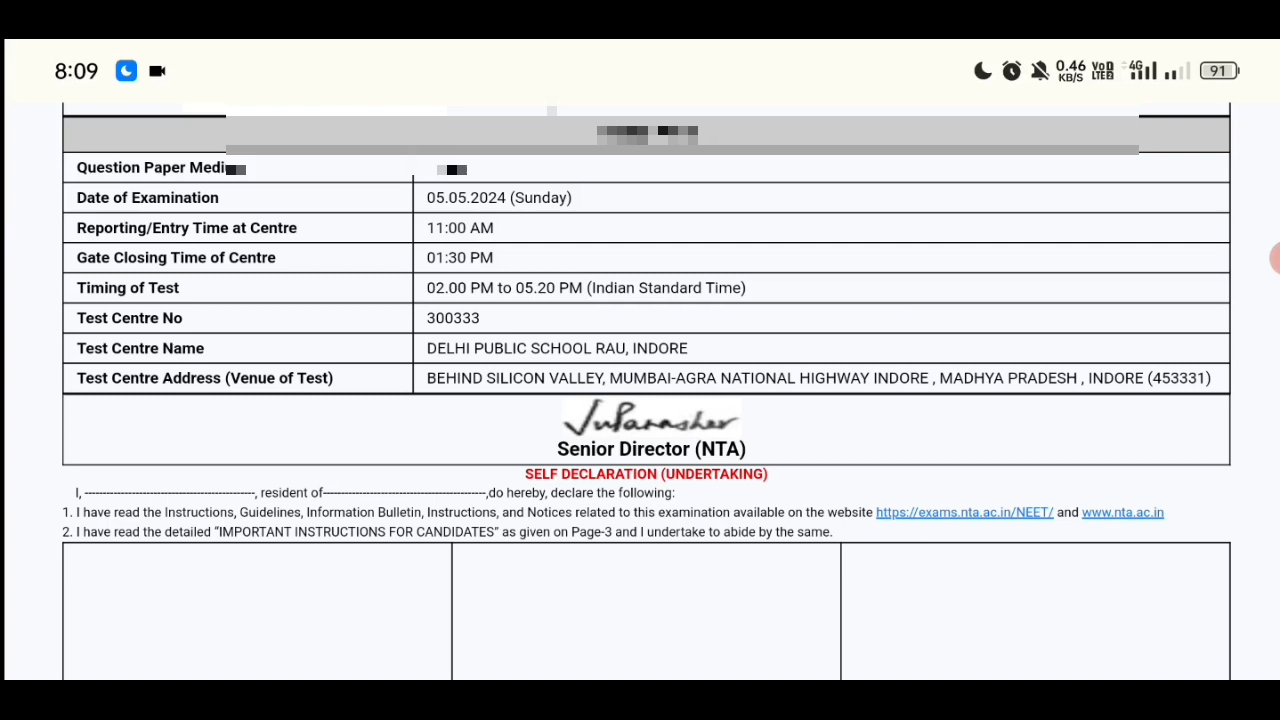 8:09 0.46 KB/S VoD LTE2 4G 91
Question Paper Medi
Date of Examination 05.05.2024 (Sunday)
Reporting/Entry Time at Centre 11:00 AM
Gate Closing Time of Centre 01:30 PM
Timing of Test 02.00 PM to 05.20 PM (Indian Standard Time)
Test Centre No 300333
Test Centre Name DELHI PUBLIC SCHOOL RAU, INDORE
Test Centre Address (Venue of Test) BEHIND SILICON VALLEY, MUMBAI-AGRA NATIONAL HIGHWAY INDORE , MADHYA PRADESH , INDORE (453331)
Senior Director (NTA)
SELF DECLARATION (UNDERTAKING)
I, ----------------------------------------------, resident of--------------------------------------------,do hereby, declare the following:
1. I have read the Instructions, Guidelines, Information Bulletin, Instructions, and Notices related to this examination available on the website https://exams.nta.ac.in/NEET/ and www.nta.ac.in
2. I have read the detailed “IMPORTANT INSTRUCTIONS FOR CANDIDATES” as given on Page-3 and I undertake to abide by the same.